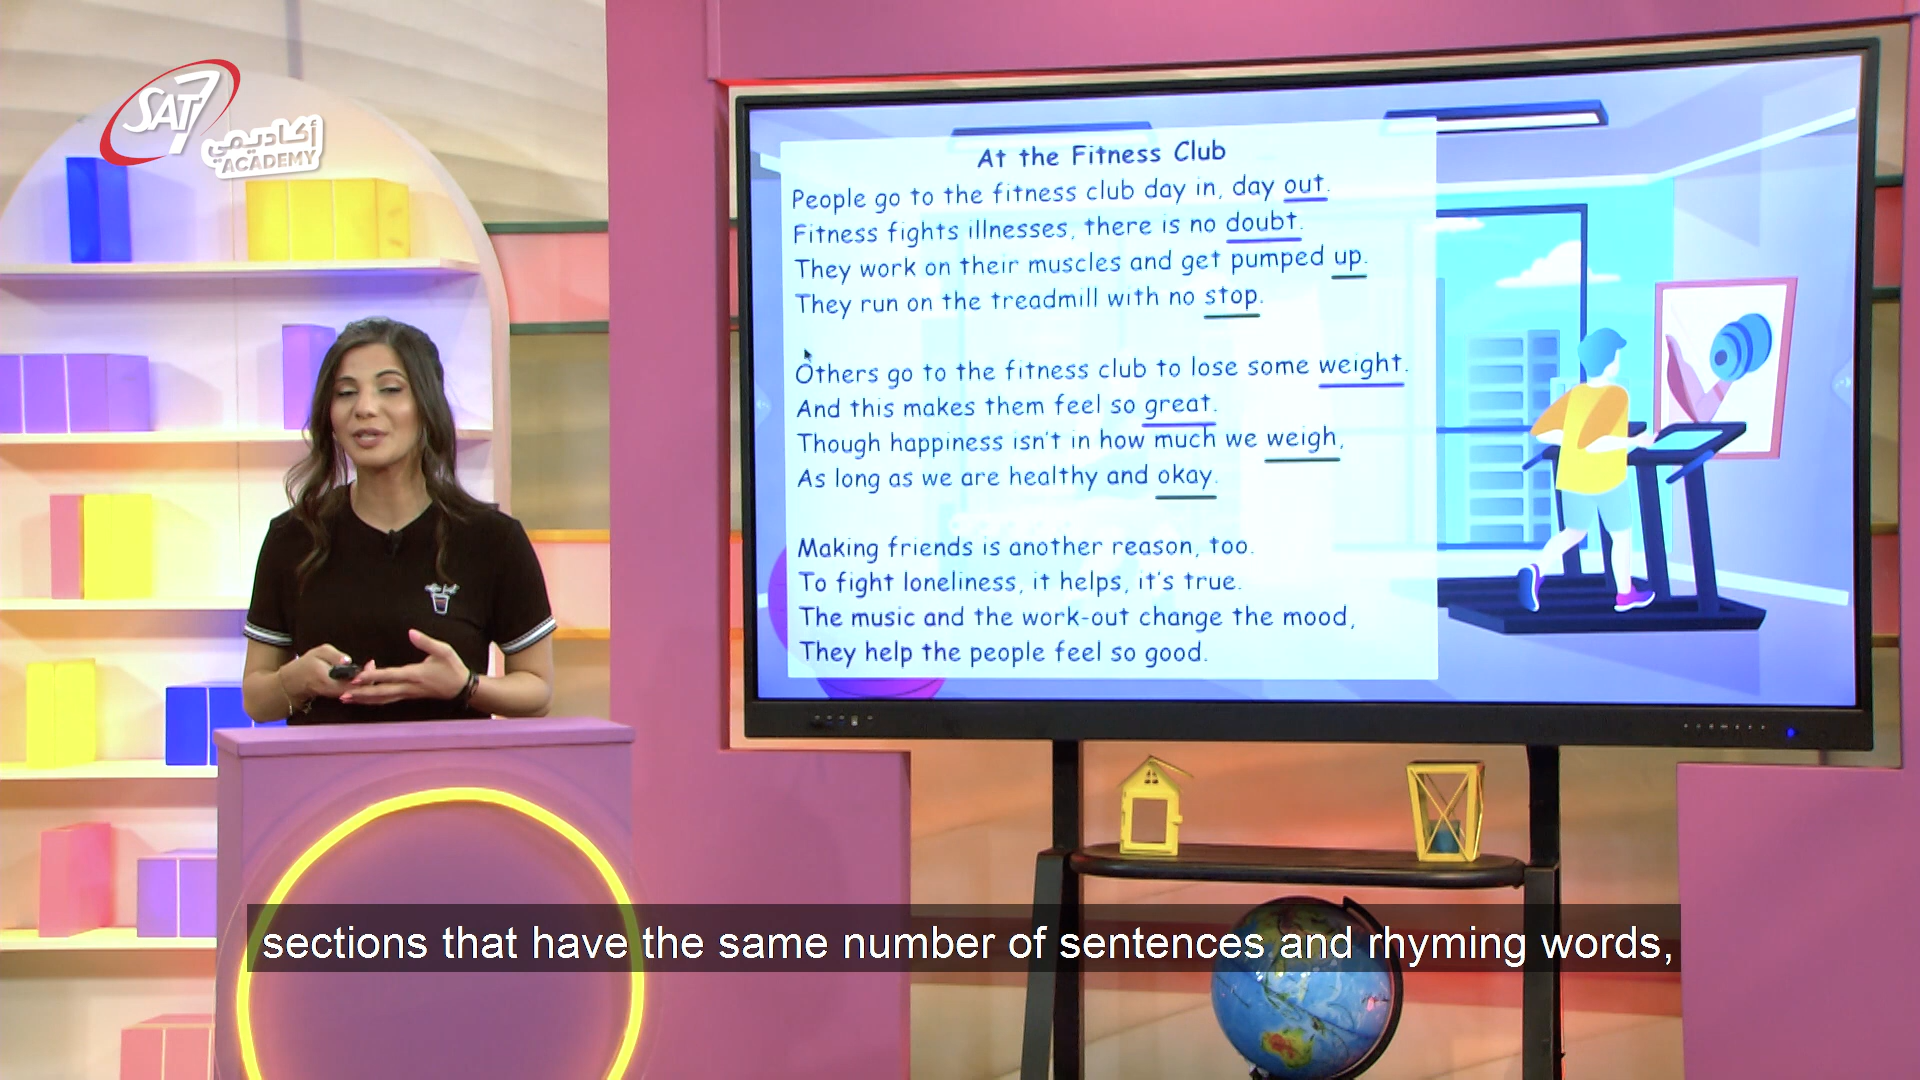 SAT7
أكاديمي
ACADEMY
At the Fitness Club
People go to the fitness club day in, day out.
Fitness fights illnesses, there is no doubt.
They work on their muscles and get pumped up.
They run on the treadmill with no stop.
Others go to the fitness club to lose some weight.
And this makes them feel so great.
Though happiness isn't in how much we weigh,
As long as we are healthy and okay.
Making friends is another reason, too.
To fight loneliness, it helps, it's true.
The music and the work-out change the mood,
They help the people feel so good.
sections that have the same number of sentences and rhyming words,